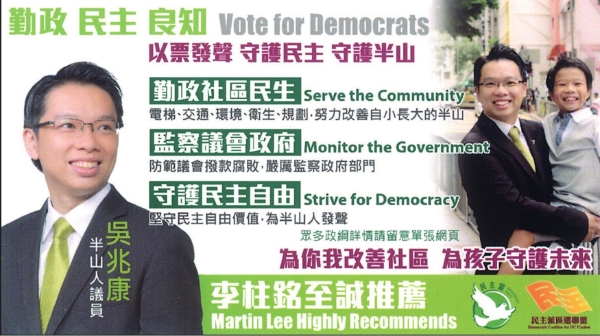 勤政 民主 良知 Vote for Democrats
以票發聲 守護民主 守護半山
勤政社區民生 Serve the Community
電梯、交通、環境、衛生、規劃,努力改善自小長大的半山
監察議會政府 Monitor the Government
防範議會撥款腐敗,嚴厲監察政府部門
守護民主自由 Strive for Democracy
堅守民主自由價值,為半山人發聲
眾多政綱詳情請留意單張網頁
吳兆康
半山人議員
為你我改善社區 為孩子守護未來
李柱銘至誠推薦
Martin Lee Highly Recommends
民主黨
民主
民主派區選聯盟
Democratic Coalition for DC Election